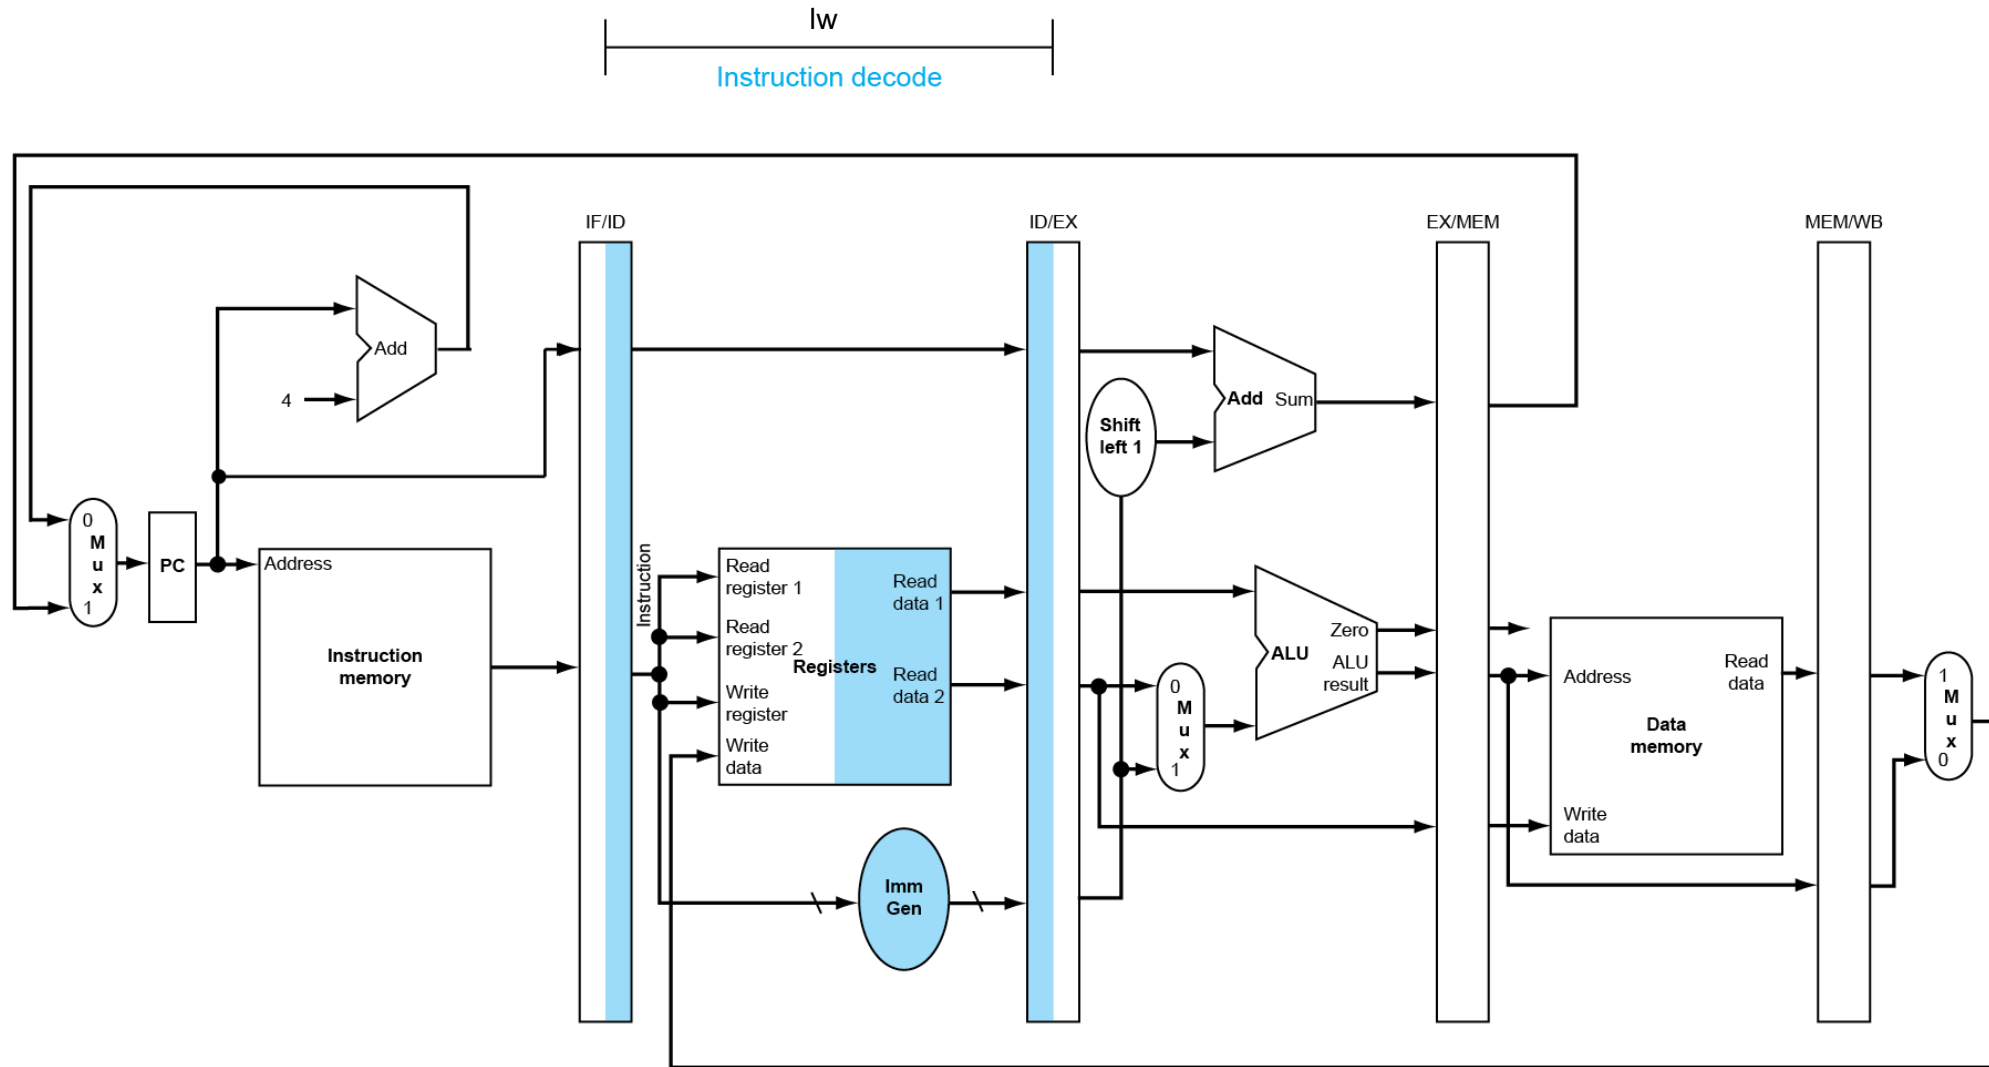 lw
Instruction decode
IF/ID
ID/EX
EX/MEM
MEM/WB
Add
4
Add Sum
Shift
left 1
0
M
u
x
1
PC
Address
Instruction
memory
Instruction
Read
register 1
Read
register 2
Registers
Write
register
Write
data
Read
data 1
Read
data 2
Imm
Gen
0
M
u
x
1
ALU
Zero
ALU
result
Address
Read
data
Data
memory
Write
data
1
M
u
x
0